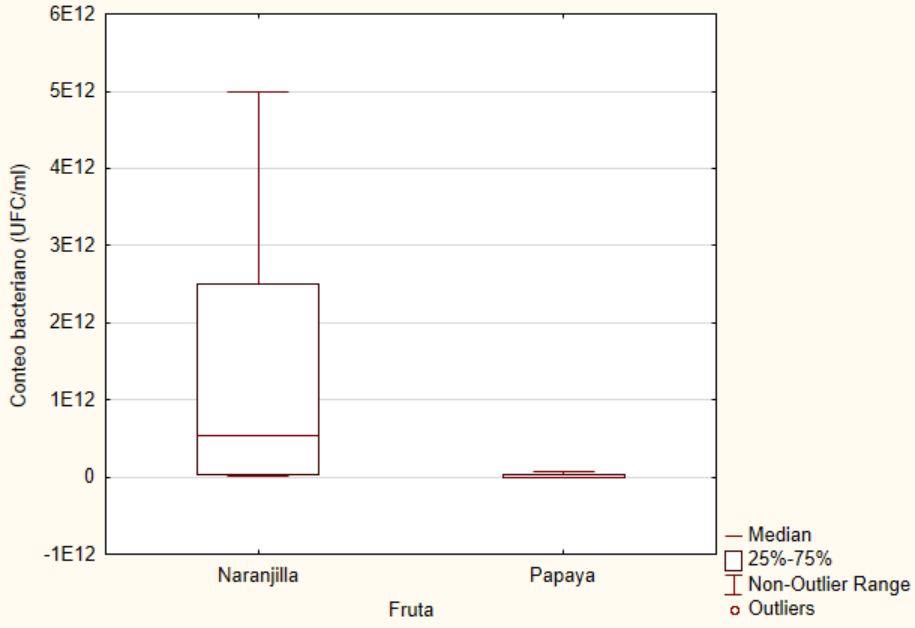 6E12
5E12
4E12
3E12
2E12
1E12
0
-1E12
Conteo bacteriano (UFC/ml)
Naranjilla
Papaya
Fruta
Median
25%-75%
Non-Outlier Range
Outliers